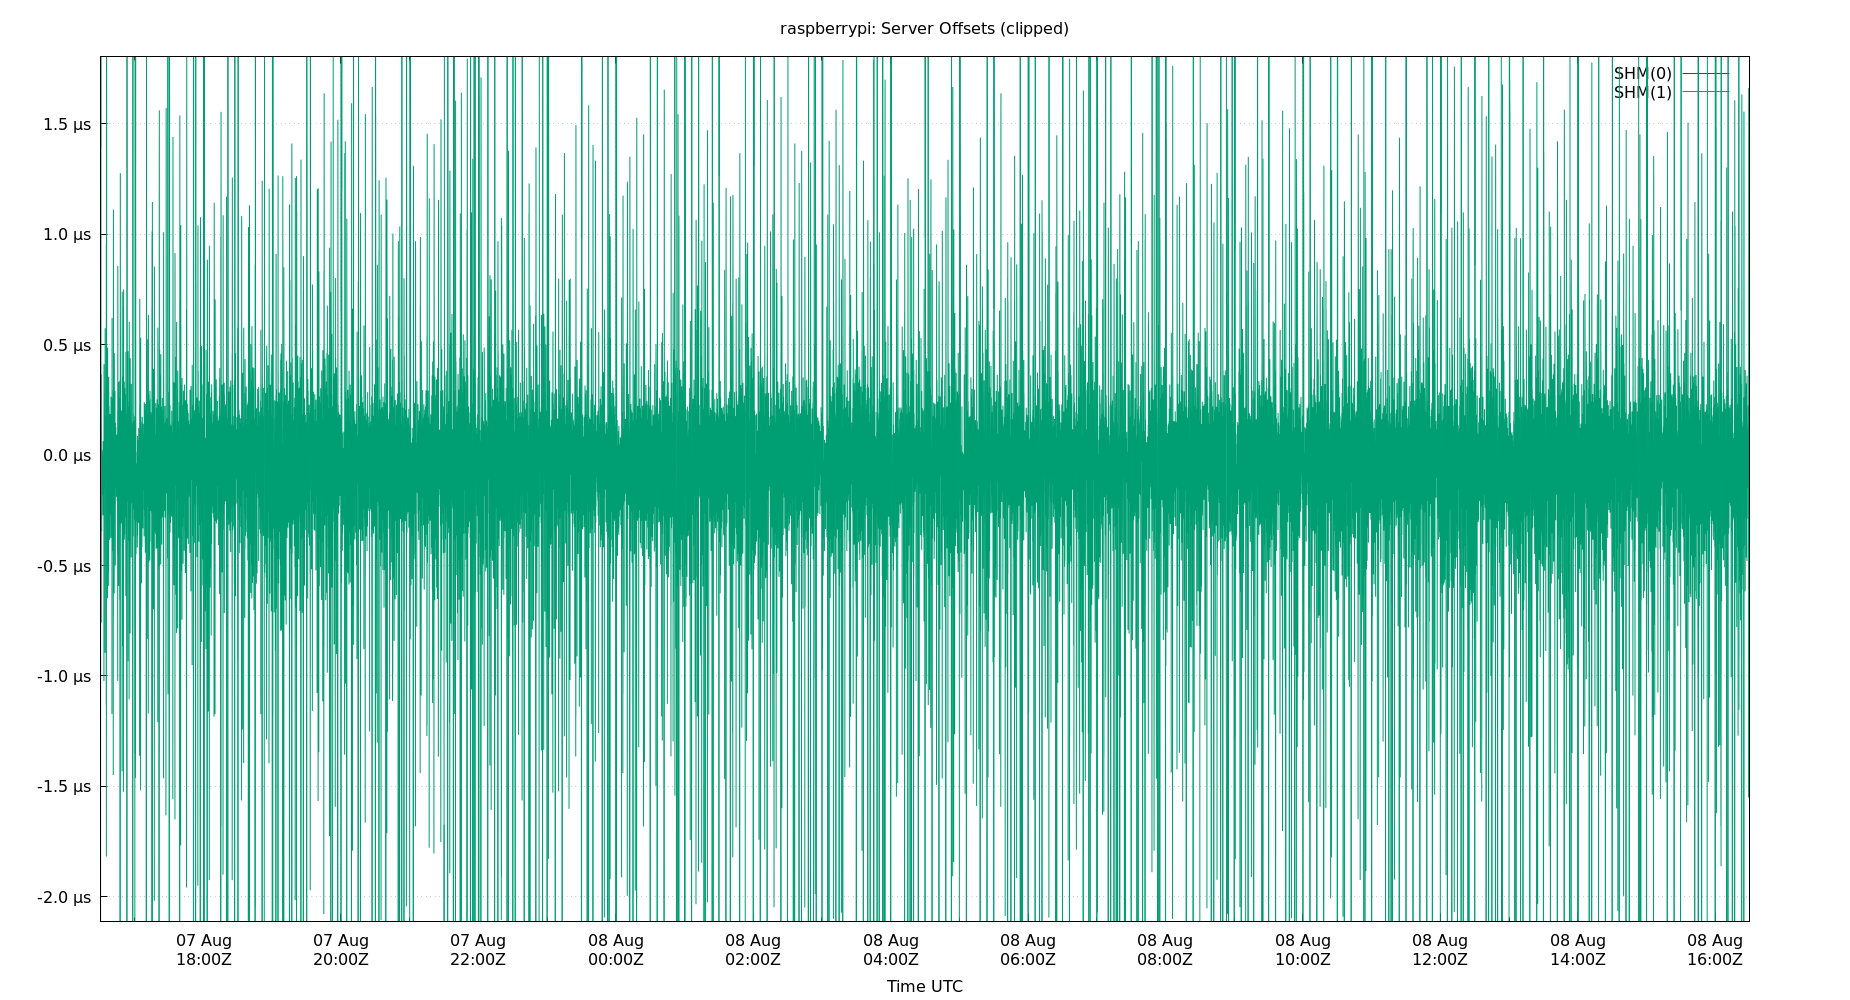 raspberrypi: Server Offsets (clipped)
SHM(0)
SHM(1)
1.5 µs
1.0 µs
0.5 µs
0.0 µs
-0.5 µs
-1.0 µs
-1.5 µs
-2.0 µs
07 Aug 07 Aug 07 Aug 08 Aug 08 Aug 08 Aug 08 Aug 08 Aug 08 Aug 08 Aug 08 Aug 08 Aug
18:00Z 20:00Z 22:00Z 00:00Z 02:00Z 04:00Z 06:00Z 08:00Z 10:00Z 12:00Z 14:00Z 16:00Z
Time UTC